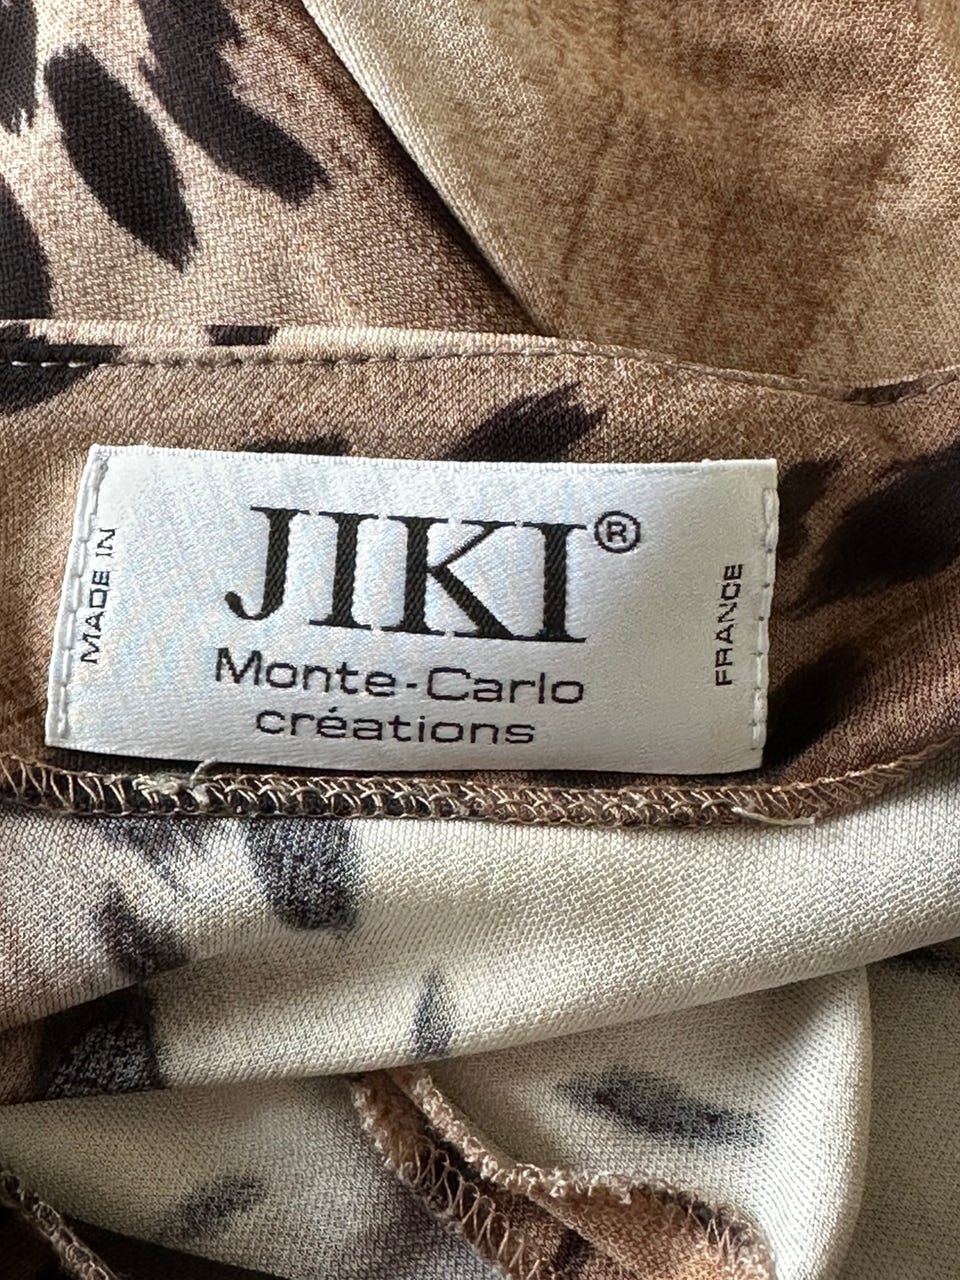 MADE IN
JIKI®
Monte-Carlo
créations
FRANCE